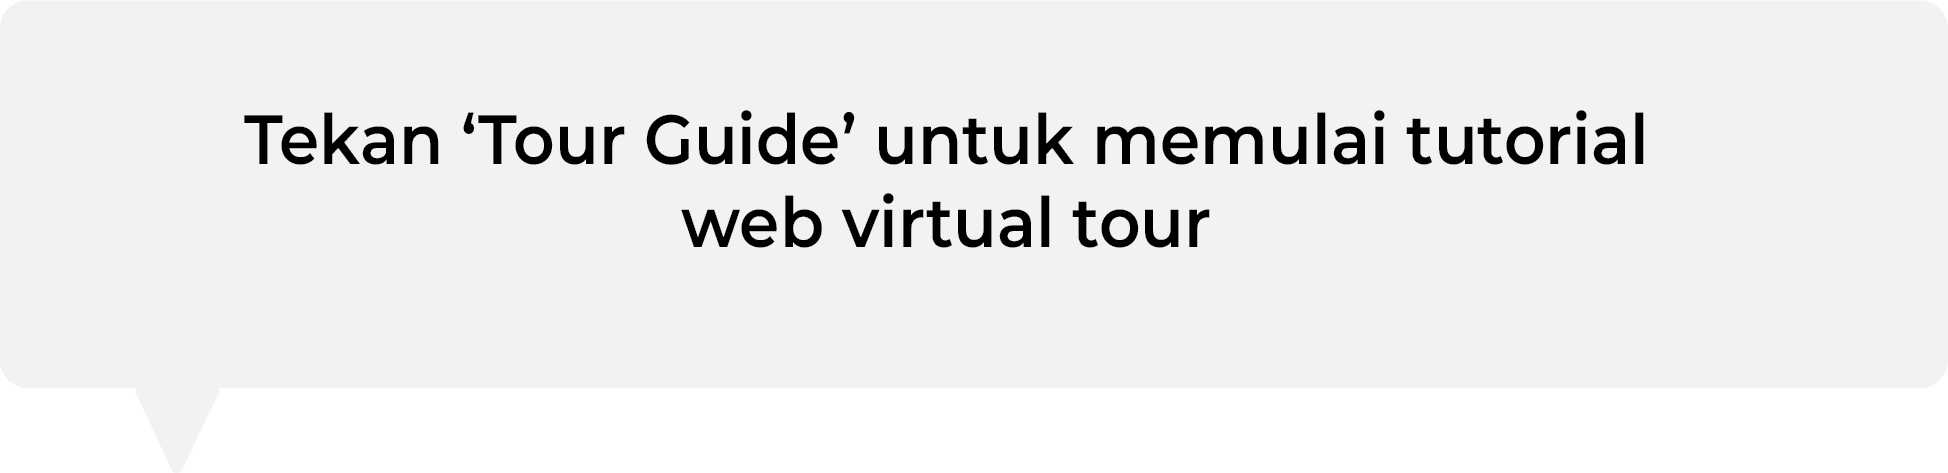 Tekan ‘Tour Guide’ untuk memulai tutorial
web virtual tour